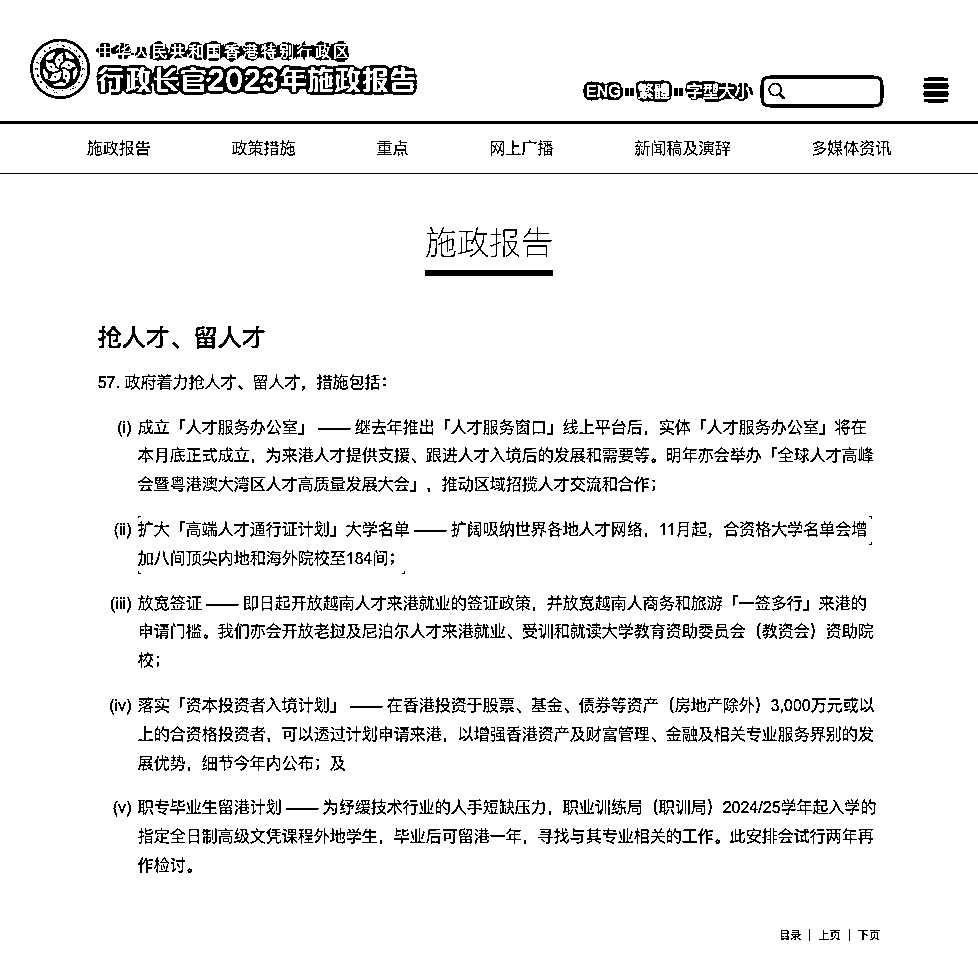 中华人民共和国香港特别行政区
行政长官2023年施政报告
ENG 繁體 字型大小
施政报告 政策措施 重点 网上广播 新闻稿及演辞 多媒体资讯
施政报告
抢人才、留人才
57. 政府着力抢人才、留人才，措施包括：
(i) 成立「人才服务办公室」 —— 继去年推出「人才服务窗口」线上平台后，实体「人才服务办公室」将在
本月底正式成立，为来港人才提供支援、跟进人才入境后的发展和需要等。明年亦会举办「全球人才高峰
会暨粤港澳大湾区人才高质量发展大会」，推动区域招揽人才交流和合作；
(ii) 扩大「高端人才通行证计划」大学名单 —— 扩阔吸纳世界各地人才网络，11月起，合资格大学名单会增
加八间顶尖内地和海外院校至184间；
(iii) 放宽签证 —— 即日起开放越南人才来港就业的签证政策，并放宽越南人商务和旅游「一签多行」来港的
申请门槛。我们亦会开放老挝及尼泊尔人才来港就业、受训和就读大学教育资助委员会（教资会）资助院
校；
(iv) 落实「资本投资者入境计划」 —— 在香港投资于股票、基金、债券等资产（房地产除外）3,000万元或以
上的合资格投资者，可以透过计划申请来港，以增强香港资产及财富管理、金融及相关专业服务界别的发
展优势，细节今年内公布；及
(v) 职专毕业生留港计划 —— 为纾缓技术行业的人手短缺压力，职业训练局（职训局）2024/25学年起入学的
指定全日制高级文凭课程外地学生，毕业后可留港一年，寻找与其专业相关的工作。此安排会试行两年再
作检讨。
目录 | 上页 | 下页